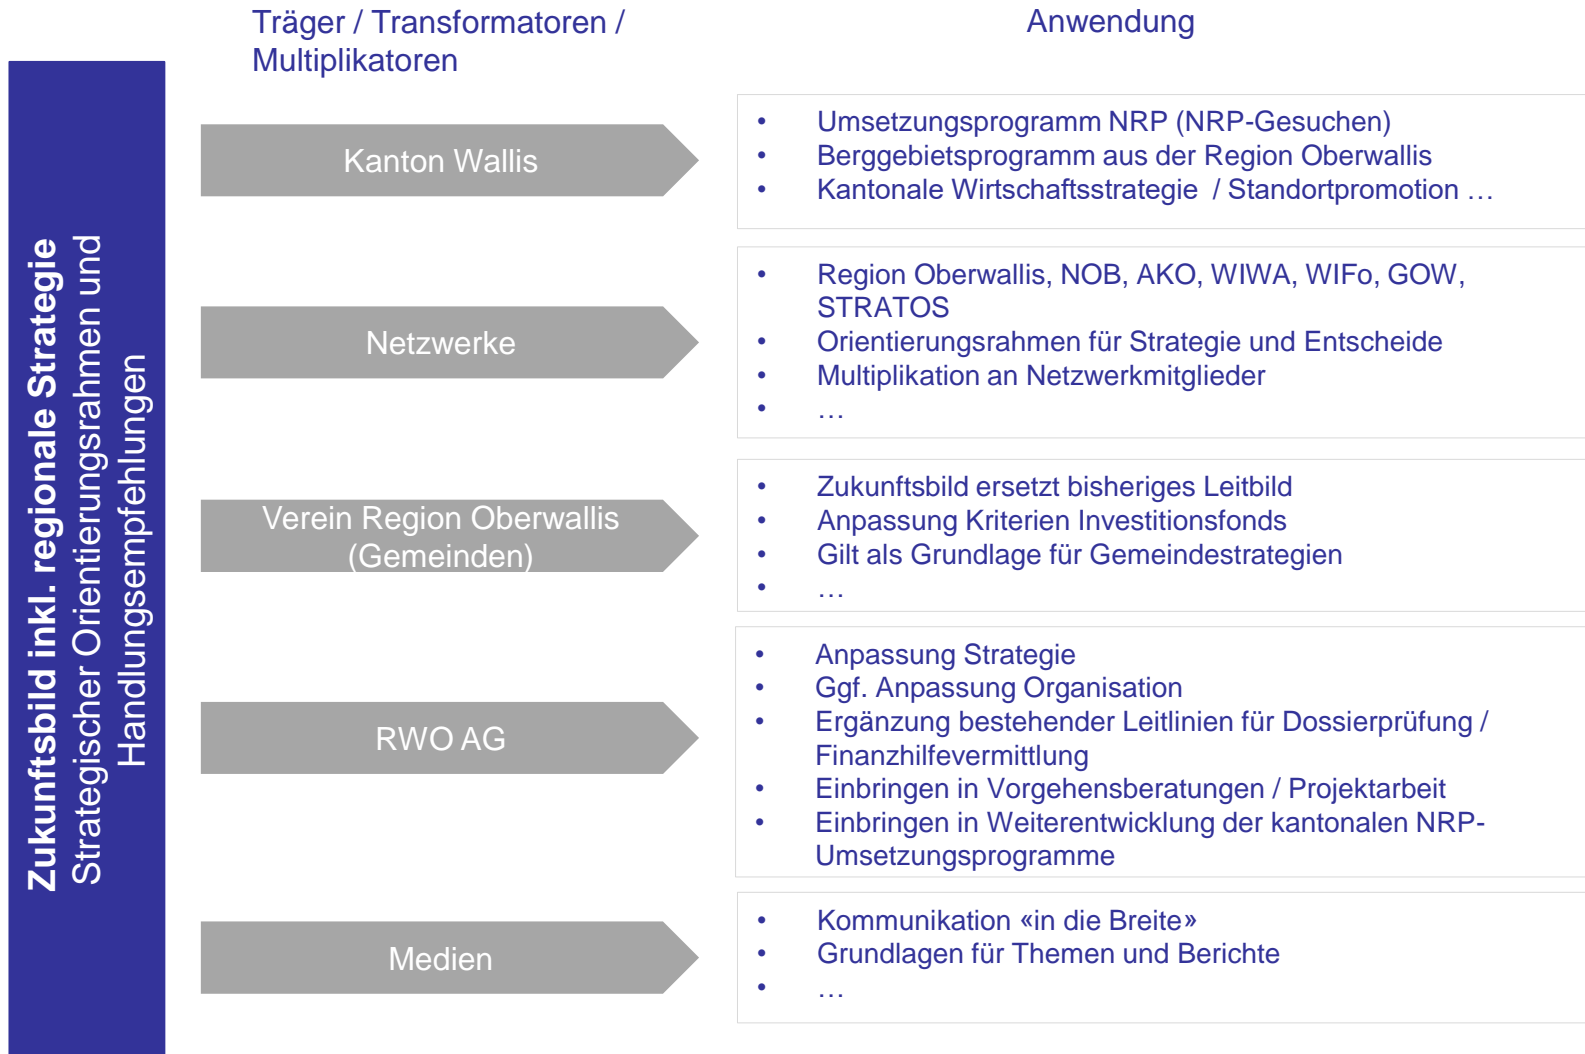 Träger / Transformatoren /
Multiplikatoren
Anwendung
Zukunftsbild inkl. regionale Strategie
Strategischer Orientierungsrahmen und
Handlungsempfehlungen
Kanton Wallis
• Umsetzungsprogramm NRP (NRP-Gesuchen)
• Berggebietsprogramm aus der Region Oberwallis
• Kantonale Wirtschaftsstrategie / Standortpromotion …
Netzwerke
• Region Oberwallis, NOB, AKO, WIWA, WIFo, GOW,
STRATOS
• Orientierungsrahmen für Strategie und Entscheide
• Multiplikation an Netzwerkmitglieder
• …
Verein Region Oberwallis
(Gemeinden)
• Zukunftsbild ersetzt bisheriges Leitbild
• Anpassung Kriterien Investitionsfonds
• Gilt als Grundlage für Gemeindestrategien
• …
RWO AG
• Anpassung Strategie
• Ggf. Anpassung Organisation
• Ergänzung bestehender Leitlinien für Dossierprüfung /
Finanzhilfevermittlung
• Einbringen in Vorgehensberatungen / Projektarbeit
• Einbringen in Weiterentwicklung der kantonalen NRP-
Umsetzungsprogramme
Medien
• Kommunikation «in die Breite»
• Grundlagen für Themen und Berichte
• …